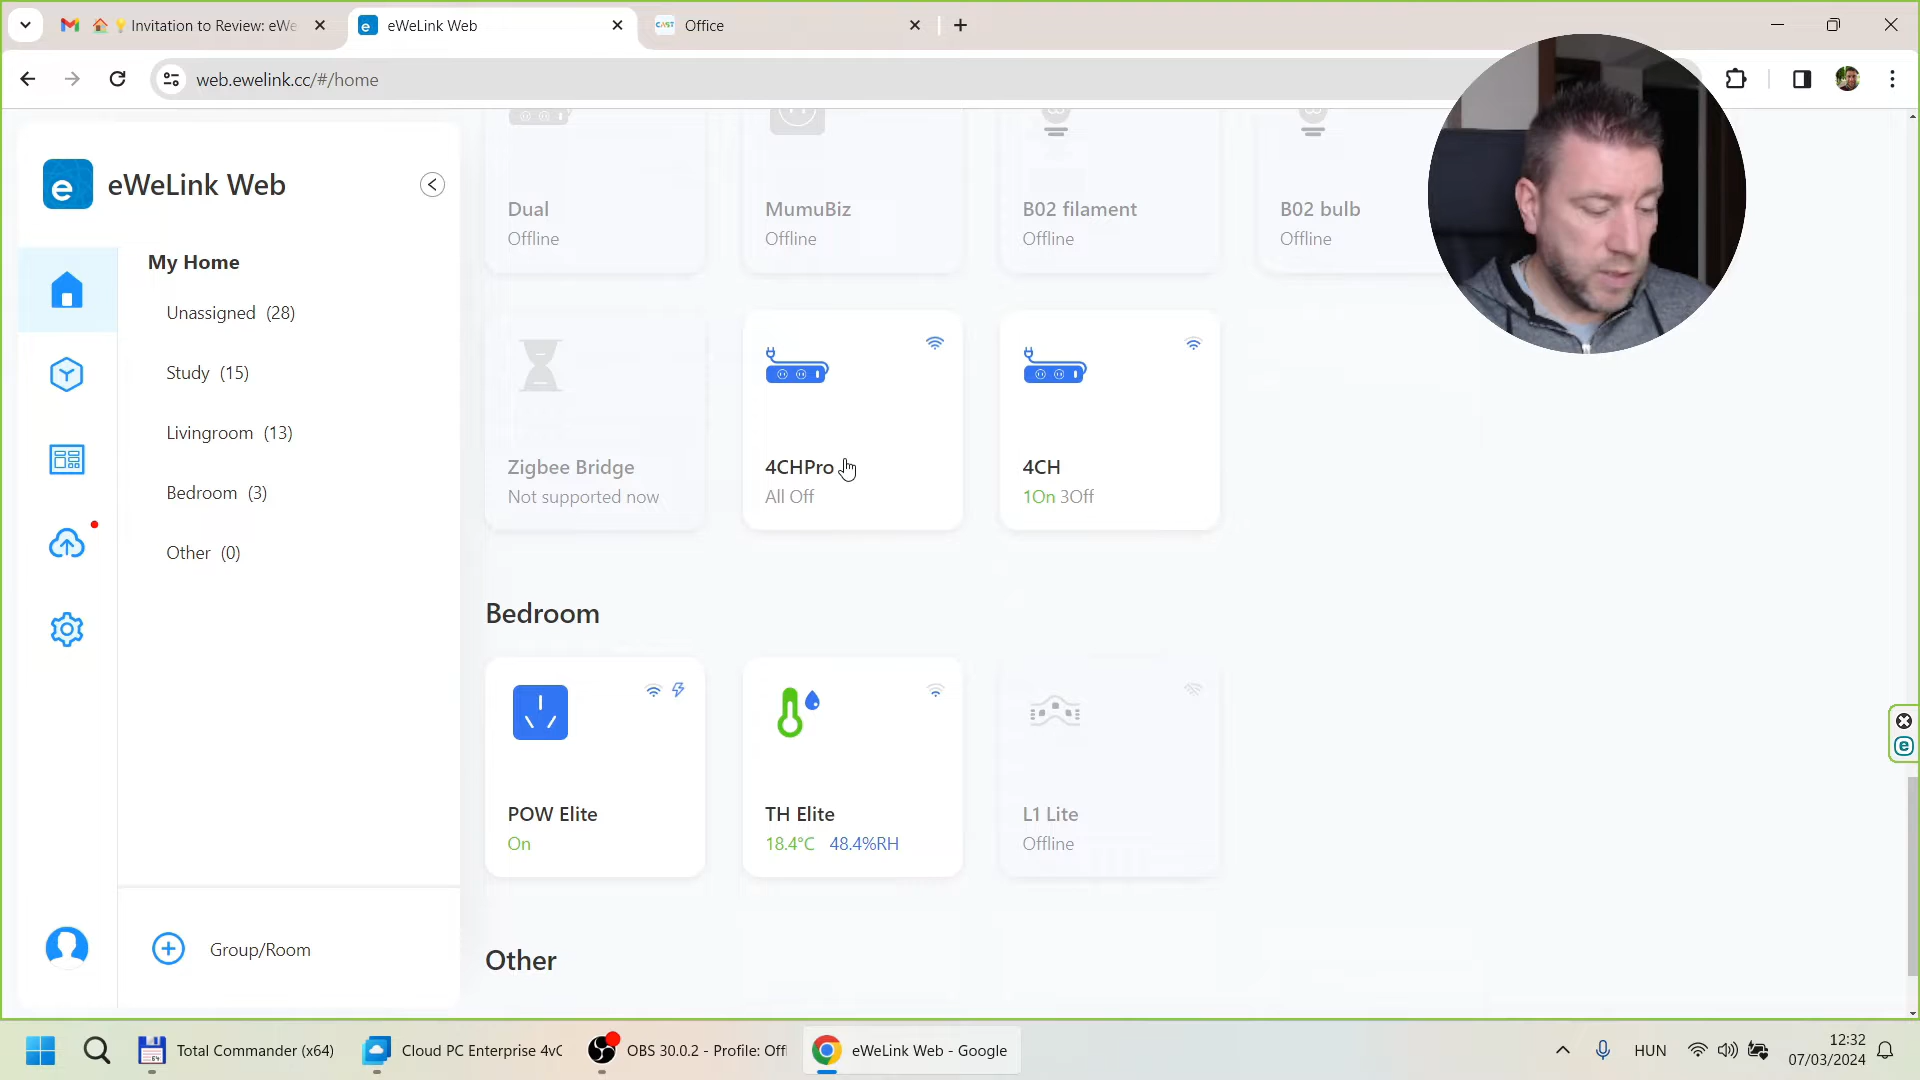 Invitation to Review: eWe
eWeLink Web
CAST
Office
web.ewelink.cc/#/home
e
eWeLink Web
My Home
Unassigned (28)
Study (15)
Livingroom (13)
Bedroom (3)
Other (0)
Group/Room
Dual
Offline
MumuBiz
Offline
B02 filament
Offline
B02 bulb
Offline
Zigbee Bridge
Not supported now
4CHPro
All Off
4CH
1On 3Off
Bedroom
POW Elite
On
TH Elite
18.4°C 48.4%RH
L1 Lite
Offline
Other
Total Commander (x64)
Cloud PC Enterprise 4vC
OBS 30.0.2 - Profile: Offi
eWeLink Web - Google
HUN
12:32
07/03/2024